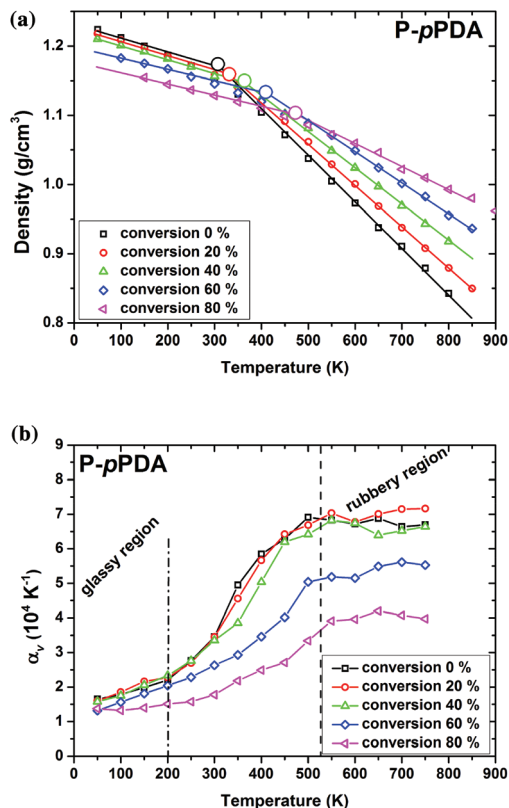 (a)
P-pPDA
Density (g/cm³)
1.2
1.1
1.0
0.9
0.8
conversion 0 %
conversion 20 %
conversion 40 %
conversion 60 %
conversion 80 %
0 100 200 300 400 500 600 700 800 900
Temperature (K)
(b)
P-pPDA
glassy region
rubbery region
αᵥ (10⁴ K⁻¹)
9
8
7
6
5
4
3
2
1
0
conversion 0 %
conversion 20 %
conversion 40 %
conversion 60 %
conversion 80 %
0 100 200 300 400 500 600 700 800 900
Temperature (K)